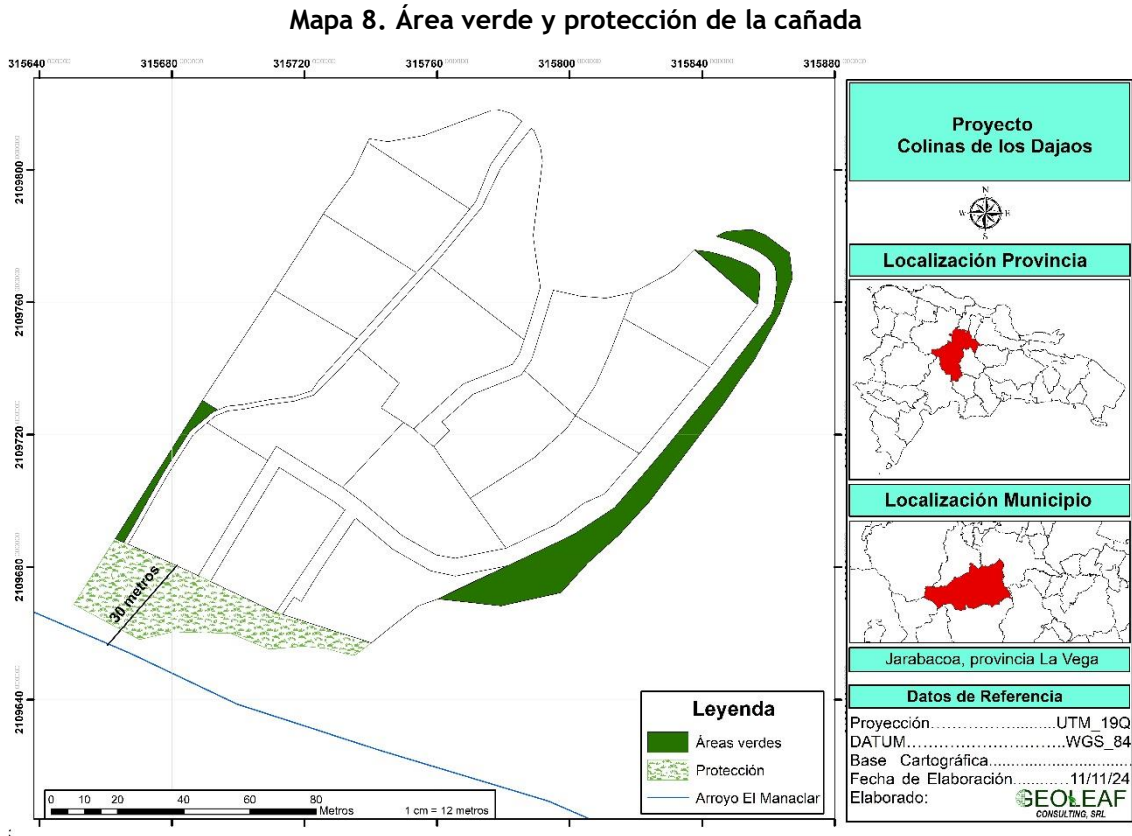 Mapa 8. Área verde y protección de la cañada
315640 315680 315720 315760 315800 315840 315880
2109800
2109760
2109720
2109680
2109640
30 metros
Leyenda
Áreas verdes
Protección
Arroyo El Manaclar
0 10 20 40 60 80
Metros
1 cm = 12 metros
Proyecto
Colinas de los Dajaos
N
W E
S
Localización Provincia
Localización Municipio
Jarabacoa, provincia La Vega
Datos de Referencia
Proyección........................UTM_19Q
DATUM............................WGS_84
Base Cartográfica.....................
Fecha de Elaboración..........11/11/24
Elaborado: GEOLEAF
CONSULTING, SRL
: